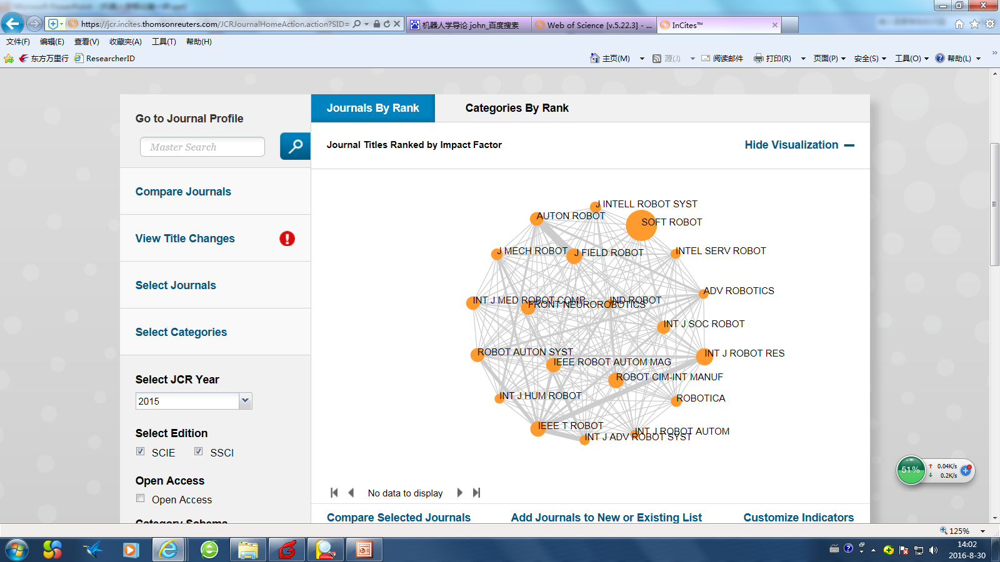 https://jcr.incites.thomsonreuters.com/JCRJournalHomeAction.action?SID=
机器人学导论 john_百度搜索
Web of Science [v.5.22.3] - ...
InCites™
文件(F) 编辑(E) 查看(V) 收藏夹(A) 工具(T) 帮助(H)
东方万里行 ResearcherID
主页(M) 源(J) 阅读邮件 打印(R) 页面(P) 安全(S) 工具(O) 帮助(L)
Go to Journal Profile
Master Search
Compare Journals
View Title Changes
Select Journals
Select Categories
Select JCR Year
2015
Select Edition
SCIE SSCI
Open Access
Open Access
Category Schema
Journals By Rank Categories By Rank
Journal Titles Ranked by Impact Factor Hide Visualization
J INTELL ROBOT SYST
AUTON ROBOT
SOFT ROBOT
J MECH ROBOT
J FIELD ROBOT
INTEL SERV ROBOT
ADV ROBOTICS
INT J MED ROBOT COMP
IND ROBOT
FRONT NEUROROBOTICS
INT J SOC ROBOT
ROBOT AUTON SYST
INT J ROBOT RES
IEEE ROBOT AUTOM MAG
ROBOT CIM-INT MANUF
INT J HUM ROBOT
ROBOTICA
IEEE T ROBOT
INT J ROBOT AUTOM
INT J ADV ROBOT SYST
No data to display
Compare Selected Journals Add Journals to New or Existing List Customize Indicators
51%
0.04K/s
0.2K/s
125%
14:02
2016-8-30